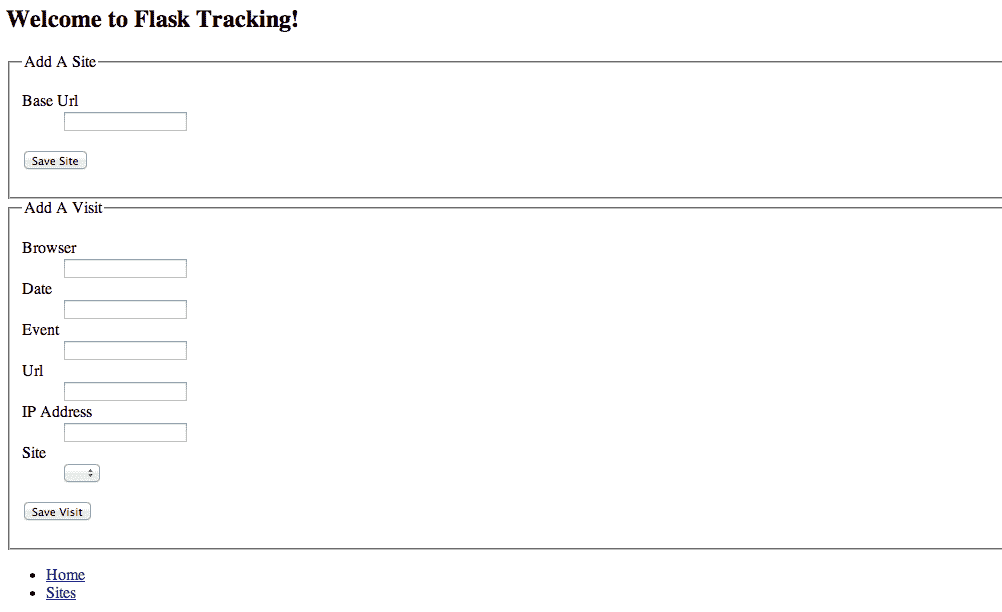 Welcome to Flask Tracking!
Add A Site
Base Url
Save Site
Add A Visit
Browser
Date
Event
Url
IP Address
Site
Save Visit
Home
Sites